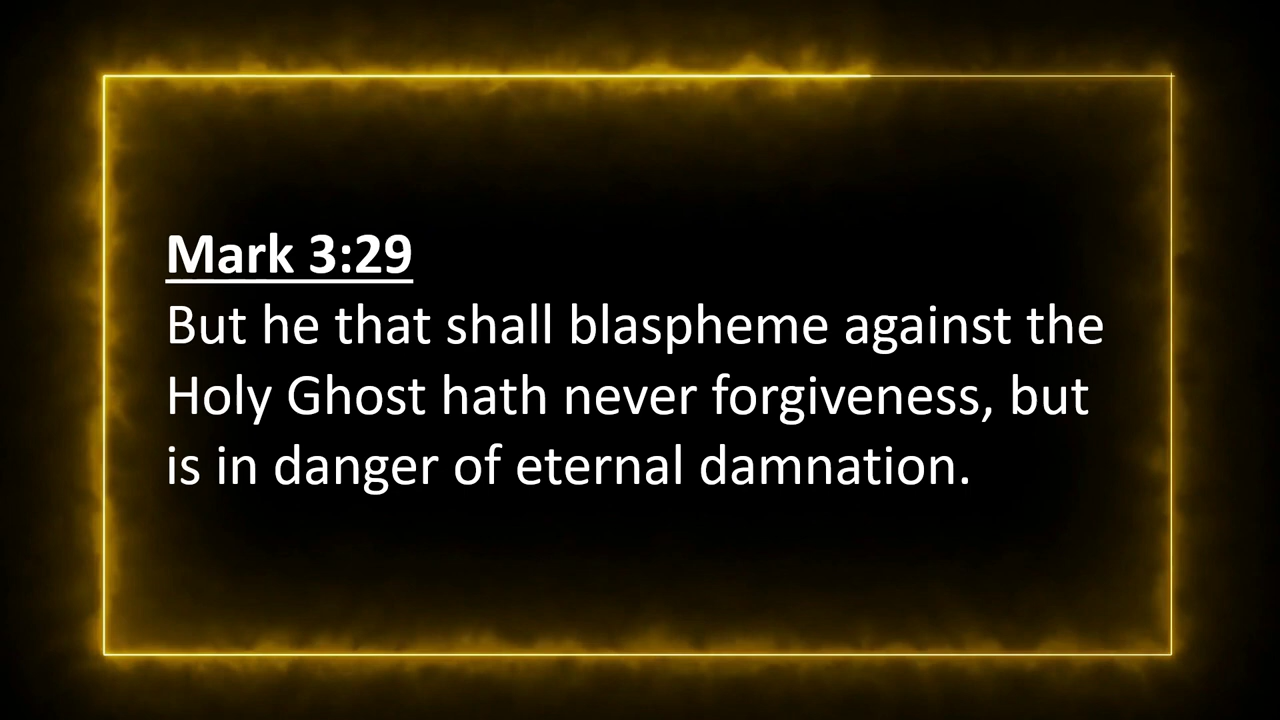 Mark 3:29
But he that shall blaspheme against the
Holy Ghost hath never forgiveness, but
is in danger of eternal damnation.